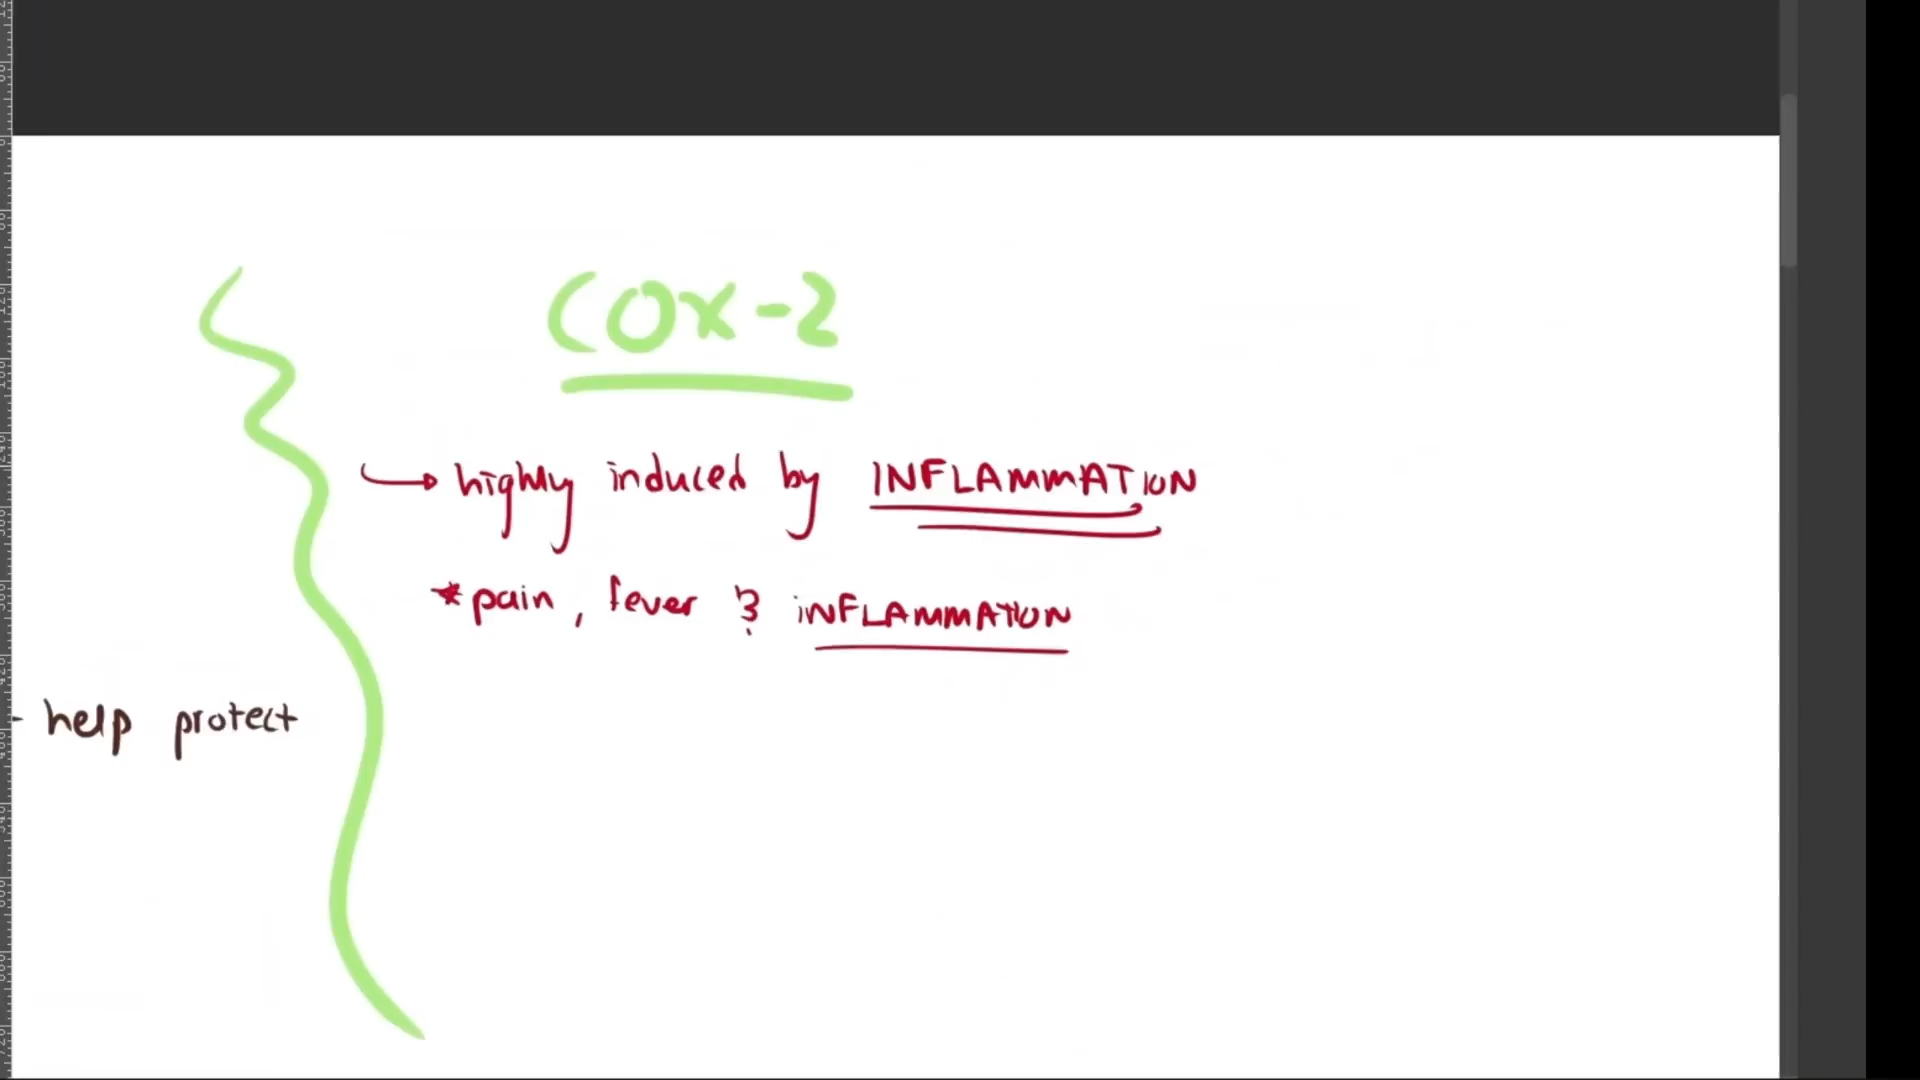 COX-2
highly induced by INFLAMMATION
*pain, fever & INFLAMMATION
- help protect